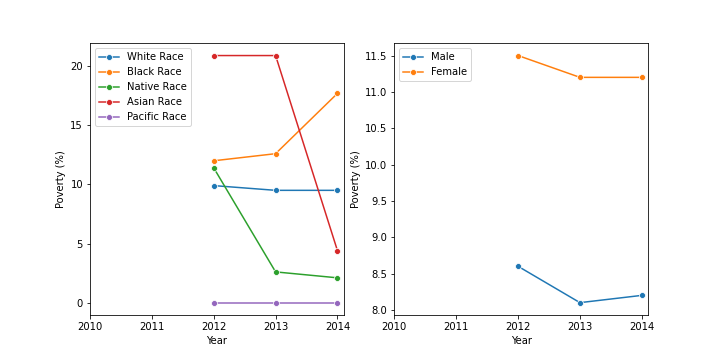 White Race
Black Race
Native Race
Asian Race
Pacific Race
20
15
10
5
0
Poverty (%)
2010 2011 2012 2013 2014
Year
Male
Female
11.5
11.0
10.5
10.0
9.5
9.0
8.5
8.0
Poverty (%)
2010 2011 2012 2013 2014
Year